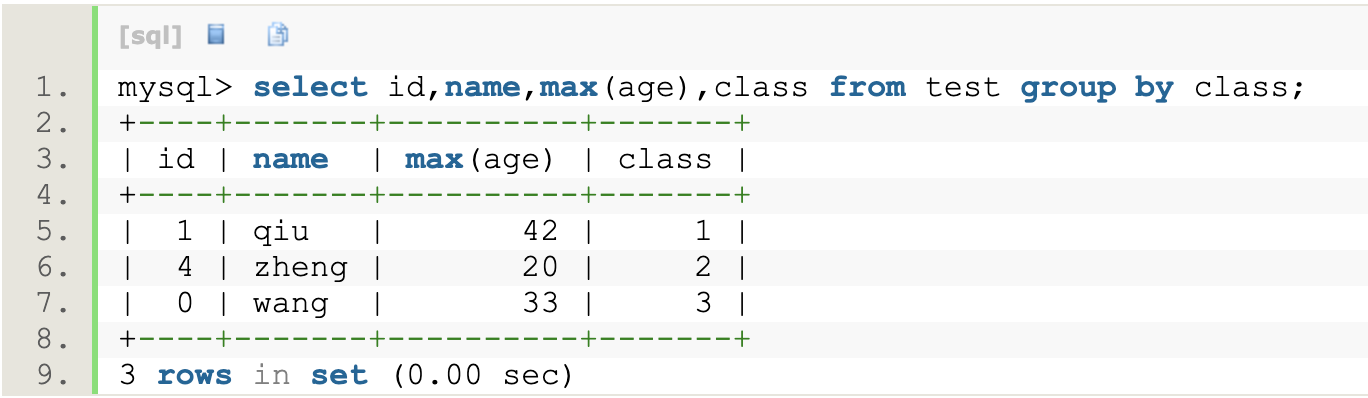 [sql]
1. mysql> select id,name,max(age),class from test group by class;
2. +----+-------+----------+-------+
3. | id | name  | max(age) | class |
4. +----+-------+----------+-------+
5. |  1 | qiu   |       42 |     1 |
6. |  4 | zheng |       20 |     2 |
7. |  0 | wang  |       33 |     3 |
8. +----+-------+----------+-------+
9. 3 rows in set (0.00 sec)